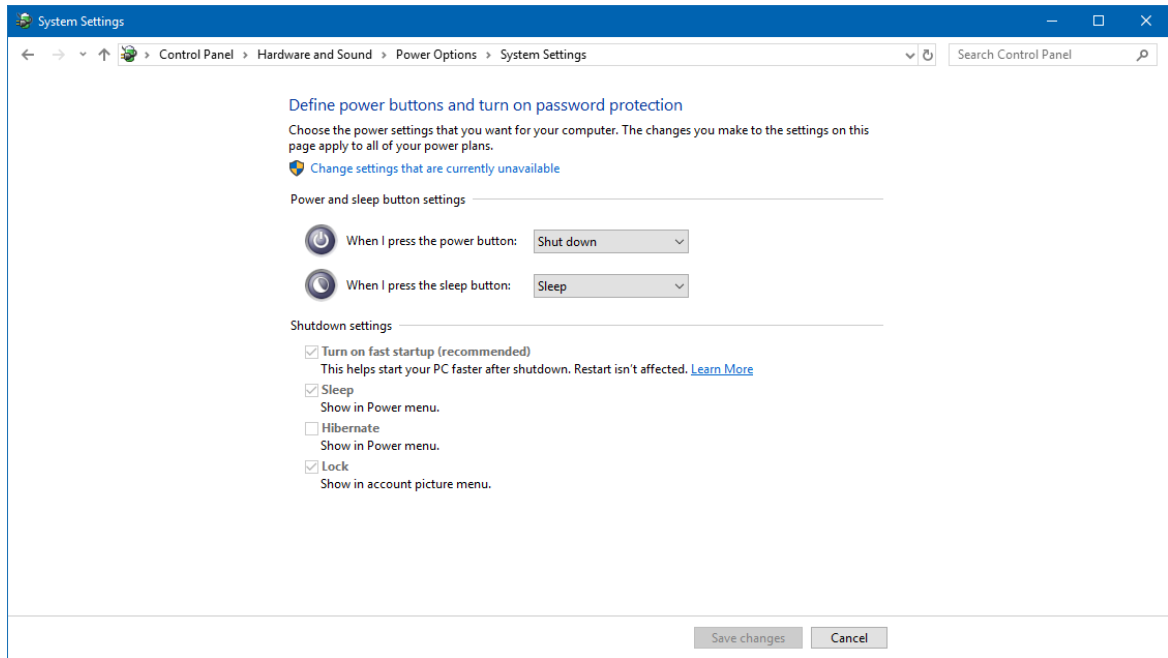 System Settings
Control Panel > Hardware and Sound > Power Options > System Settings
Search Control Panel
Define power buttons and turn on password protection
Choose the power settings that you want for your computer. The changes you make to the settings on this
page apply to all of your power plans.
Change settings that are currently unavailable
Power and sleep button settings
When I press the power button: Shut down
When I press the sleep button: Sleep
Shutdown settings
Turn on fast startup (recommended)
This helps start your PC faster after shutdown. Restart isn't affected. Learn More
Sleep
Show in Power menu.
Hibernate
Show in Power menu.
Lock
Show in account picture menu.
Save changes
Cancel